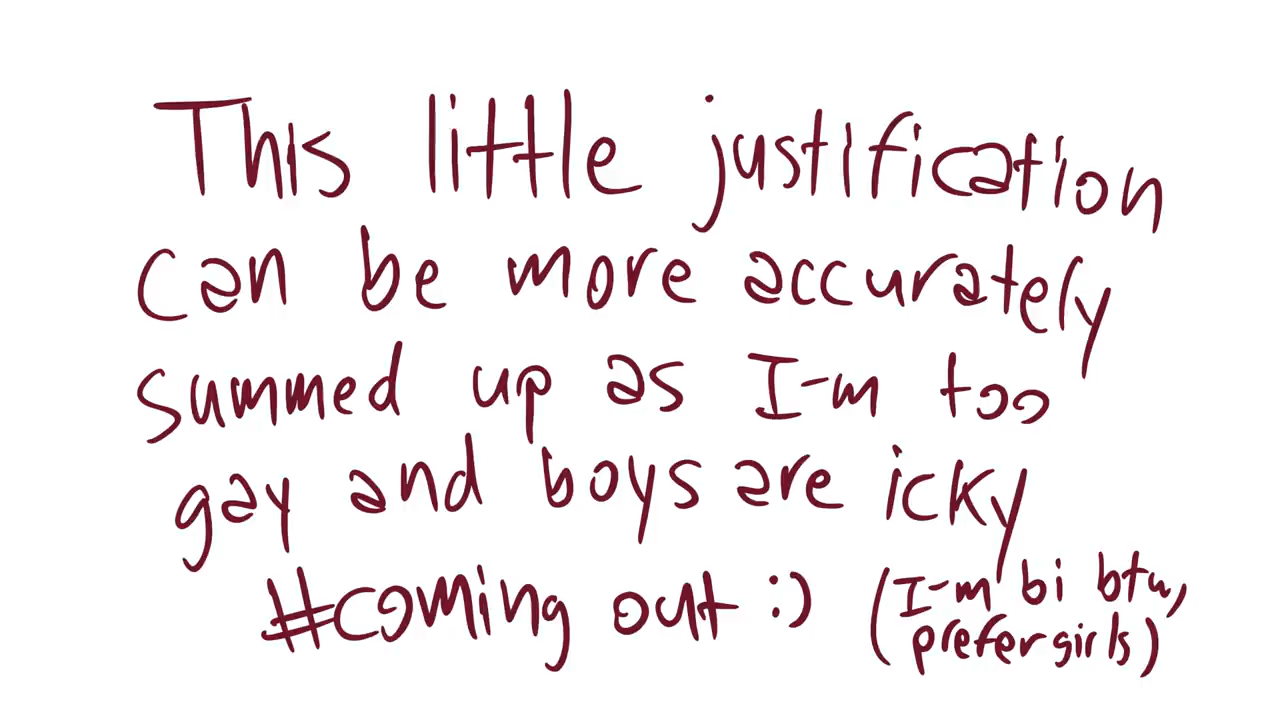 This little justification
can be more accurately
summed up as I-m too
gay and boys are icky
#coming out :) (I-m bi btw,
prefer girls)